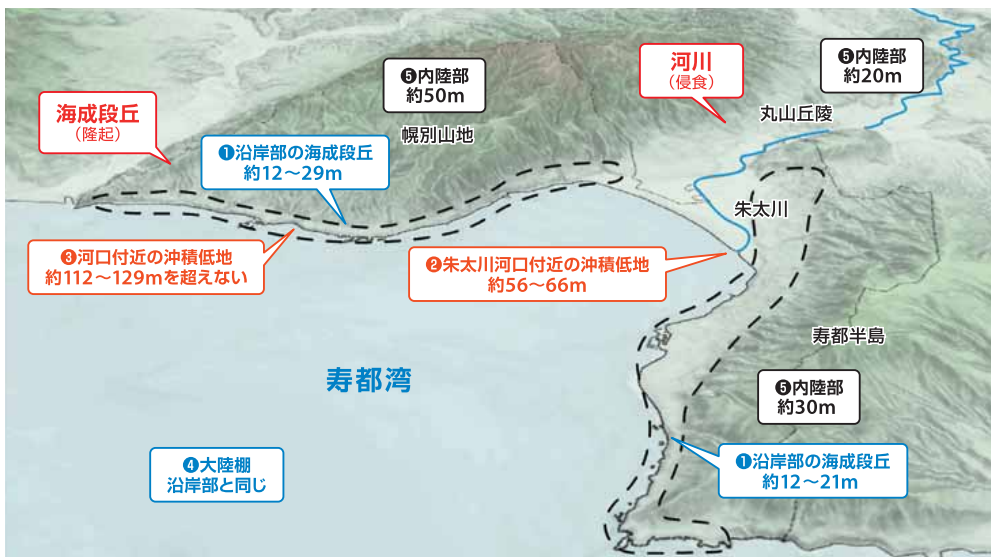 ❺内陸部
約50m
河川
（侵食）
❺内陸部
約20m
海成段丘
（隆起）
丸山丘陵
幌別山地
❶沿岸部の海成段丘
約12〜29m
朱太川
❸河口付近の沖積低地
約112〜129mを超えない
❷朱太川河口付近の沖積低地
約56〜66m
寿都半島
寿都湾
❺内陸部
約30m
❹大陸棚
沿岸部と同じ
❶沿岸部の海成段丘
約12〜21m